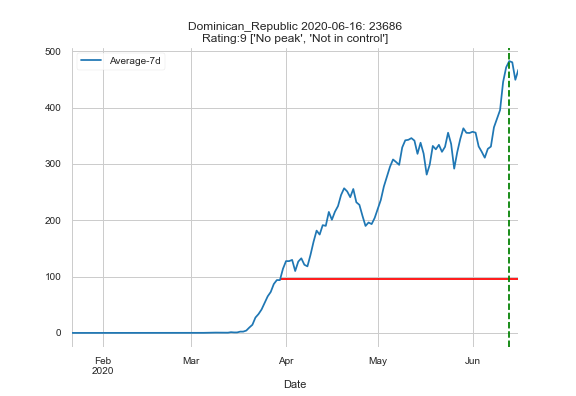 Dominican_Republic 2020-06-16: 23686
Rating:9 ['No peak', 'Not in control']
Average-7d
500
400
300
200
100
0
Feb Mar Apr May Jun
2020
Date